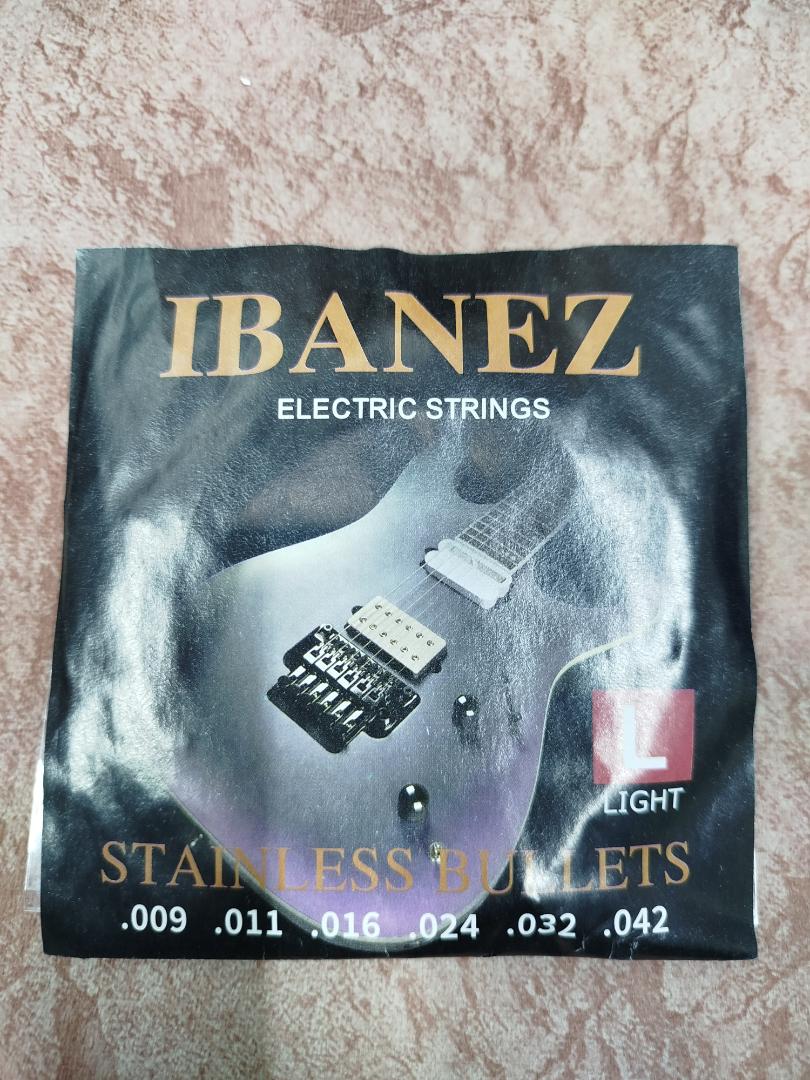 IBANEZ
ELECTRIC STRINGS
L
LIGHT
STAINLESS BULLETS
.009 .011 .016 .024 .032 .042